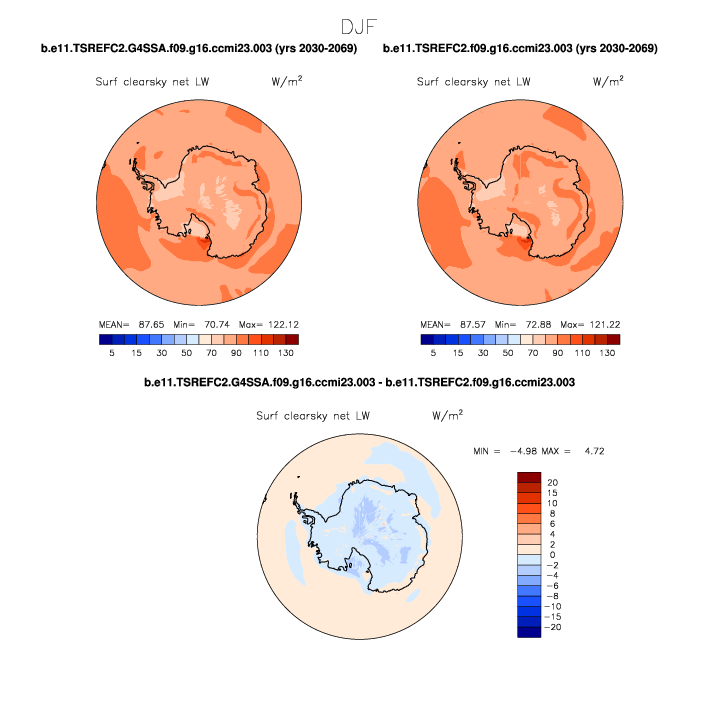 DJF
b.e11.TSREFC2.G4SSA.f09.g16.ccmi23.003 (yrs 2030-2069) b.e11.TSREFC2.f09.g16.ccmi23.003 (yrs 2030-2069)
Surf clearsky net LW W/m² Surf clearsky net LW W/m²
MEAN= 87.65 Min= 70.74 Max= 122.12 MEAN= 87.57 Min= 72.88 Max= 121.22
5 15 30 50 70 90 110 130 5 15 30 50 70 90 110 130
b.e11.TSREFC2.G4SSA.f09.g16.ccmi23.003 - b.e11.TSREFC2.f09.g16.ccmi23.003
Surf clearsky net LW W/m²
MIN = -4.98 MAX = 4.72
20
15
10
8
6
4
2
0
-2
-4
-6
-8
-10
-15
-20